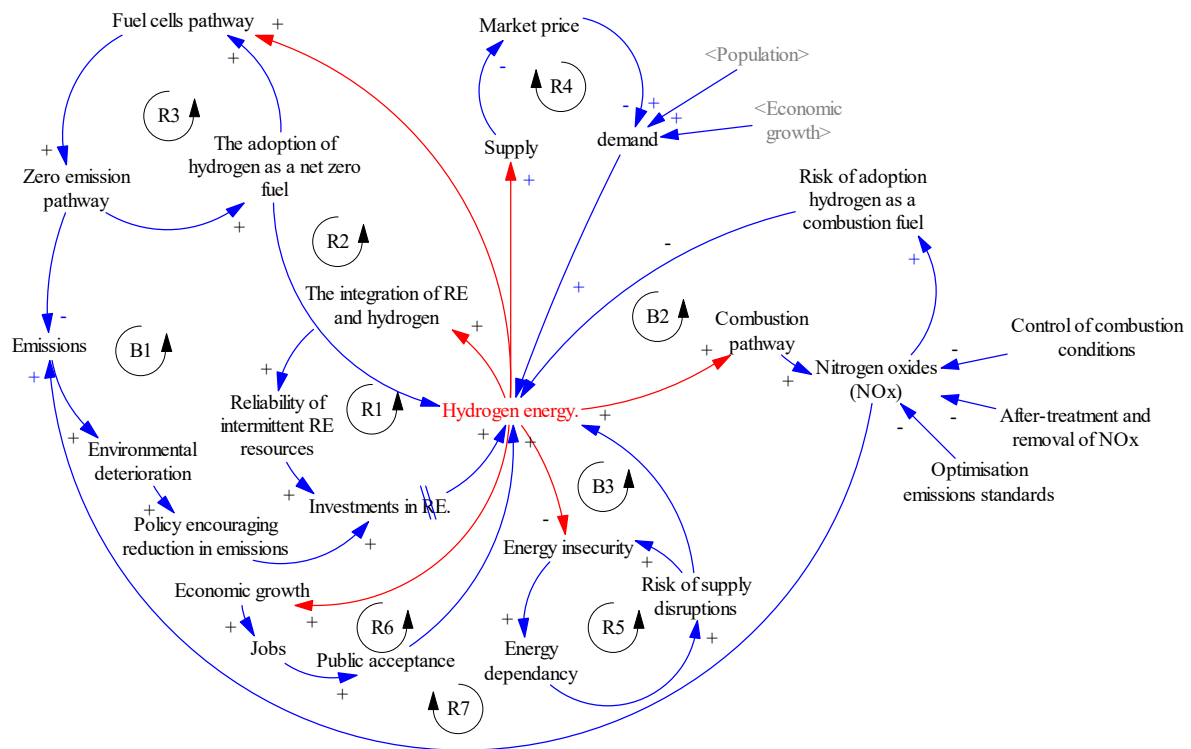 Fuel cells pathway
+
+
Market price
-
R4
-
+
+
<Population>
<Economic
growth>
R3
+
Zero emission
pathway
The adoption of
hydrogen as a net zero
fuel
+
Supply
+
demand
+
Risk of adoption
hydrogen as a
combustion fuel
+
-
R2
The integration of RE
and hydrogen
+
-
Emissions
+
B1
B2
Combustion
pathway
+
+
Nitrogen oxides
(NOx)
-
-
-
Control of combustion
conditions
After-treatment and
removal of NOx
Optimisation
emissions standards
+
Reliability of
intermittent RE
resources
R1
+
Hydrogen energy.
+
+
+
+
Environmental
deterioration
+
Policy encouraging
reduction in emissions
+
Investments in RE.
+
B3
-
Energy insecurity
Risk of supply
disruptions
+
R5
+
Energy
dependancy
Economic growth
+
+
Jobs
R6
Public acceptance
+
R7